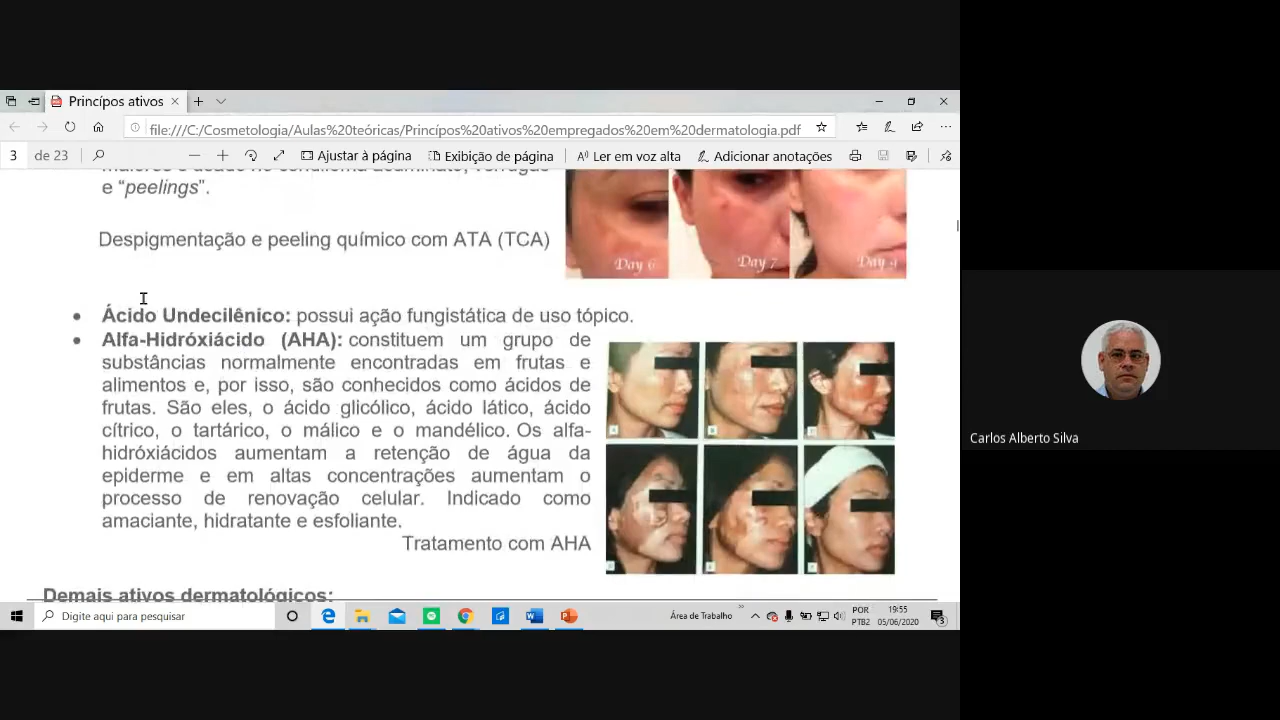 Princípos ativos
file:///C:/Cosmetologia/Aulas%20teóricas/Princípos%20ativos%20empregados%20em%20dermatologia.pdf
3 de 23
Ajustar à página
Exibição de página
Ler em voz alta
Adicionar anotações
e “peelings”.
Despigmentação e peeling químico com ATA (TCA)
Day 6
Day 7
Day
Ácido Undecilênico: possui ação fungistática de uso tópico.
Alfa-Hidróxiácido (AHA): constituem um grupo de
substâncias normalmente encontradas em frutas e
alimentos e, por isso, são conhecidos como ácidos de
frutas. São eles, o ácido glicólico, ácido lático, ácido
cítrico, o tartárico, o málico e o mandélico. Os alfa-
hidróxiácidos aumentam a retenção de água da
epiderme e em altas concentrações aumentam o
processo de renovação celular. Indicado como
amaciante, hidratante e esfoliante.
Tratamento com AHA
Demais ativos dermatológicos:
Digite aqui para pesquisar
Área de Trabalho
POR
PTB2
19:55
05/06/2020
3
Carlos Alberto Silva